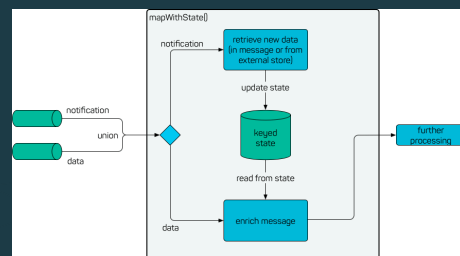 mapWithState()
notification
retrieve new data
(in message or from
external store)
update state
notification
union
data
keyed
state
further
processing
read from state
enrich message
data